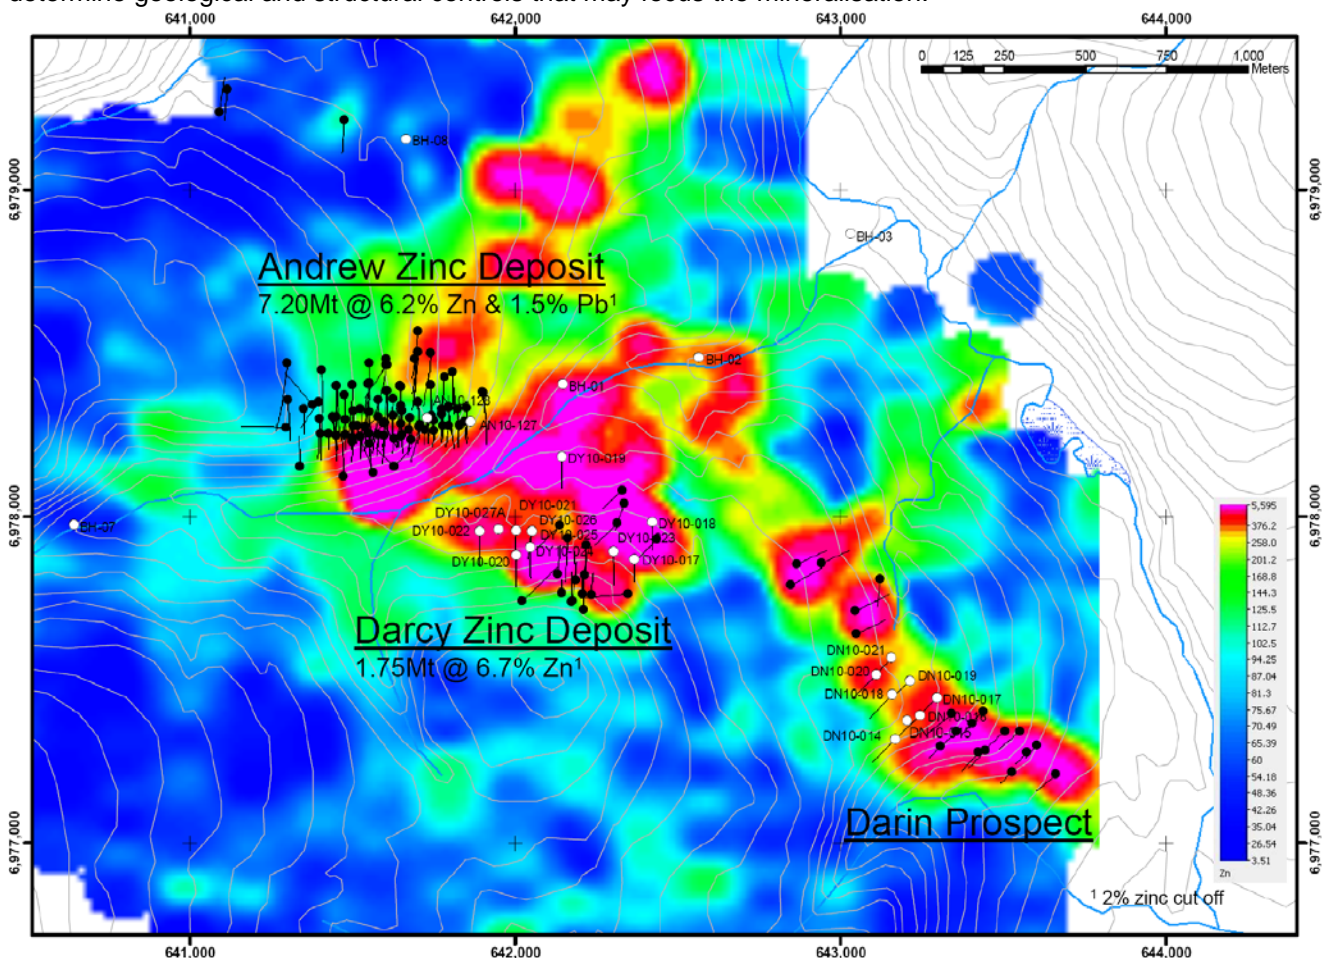 determine geological and structural controls that may focus the mineralisation.
641,000 642,000 643,000 644,000
0 125 250 500 750 1,000
Meters
BH-08
6,979,000 6,979,000
BH-03
Andrew Zinc Deposit
7.20Mt @ 6.2% Zn & 1.5% Pb¹
BH-02
BH-01
AN10-123
AN10-127
DY10-019
DY10-021
DY10-027A
DY10-026
DY10-018
BH-07
DY10-022
DY10-025
DY10-023
DY10-024
DY10-020
DY10-017
6,978,000 6,978,000
Darcy Zinc Deposit
1.75Mt @ 6.7% Zn¹
DN10-021
DN10-020
DN10-019
DN10-018
DN10-017
DN10-016
DN10-014
DN10-015
Darin Prospect
6,977,000 6,977,000
5,595
376.2
258.0
201.2
168.8
144.3
125.5
112.7
102.5
94.25
87.04
81.3
75.67
70.49
65.39
60
54.18
48.36
42.26
35.04
26.54
3.51
Zn
¹ 2% zinc cut off
641,000 642,000 643,000 644,000